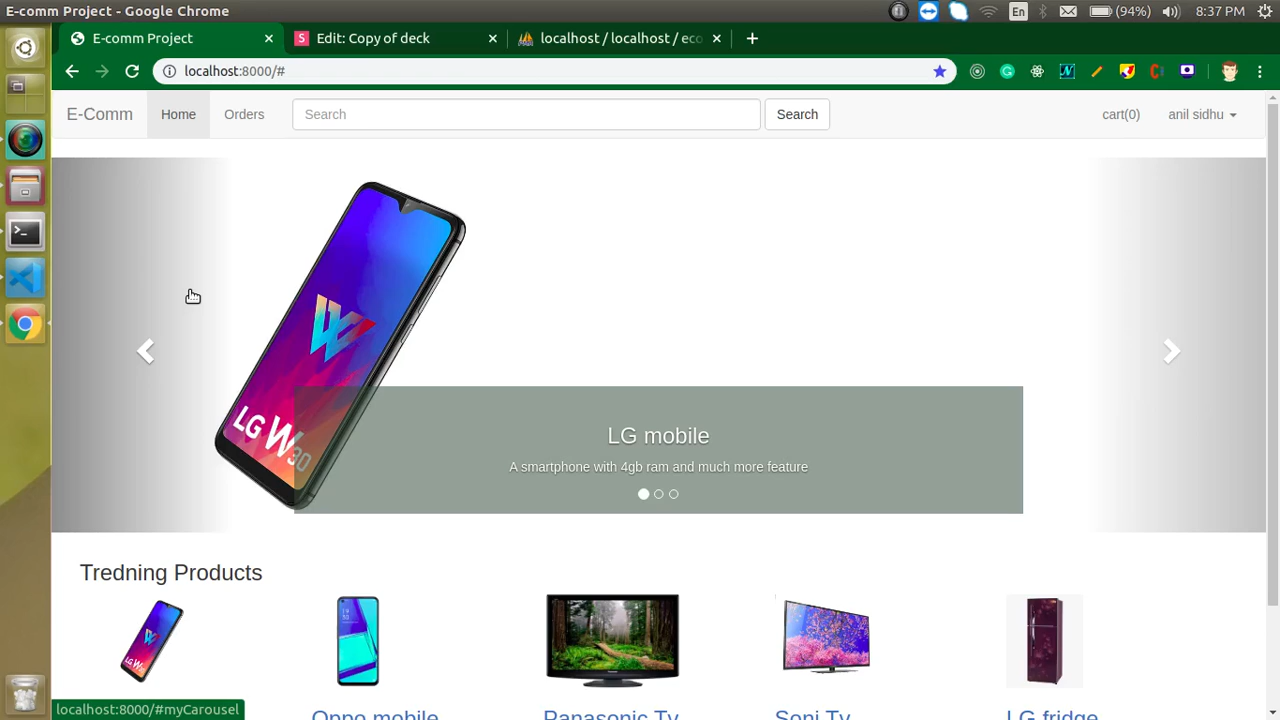 E-comm Project - Google Chrome
En
(94%)
8:37 PM
E-comm Project
Edit: Copy of deck
localhost / localhost / eco
localhost:8000/#
E-Comm
Home
Orders
Search
Search
cart(0)
anil sidhu
LG W30
LG mobile
A smartphone with 4gb ram and much more feature
Tredning Products
Oppo mobile
Panasonic Tv
Soni Tv
LG fridge
localhost:8000/#myCarousel